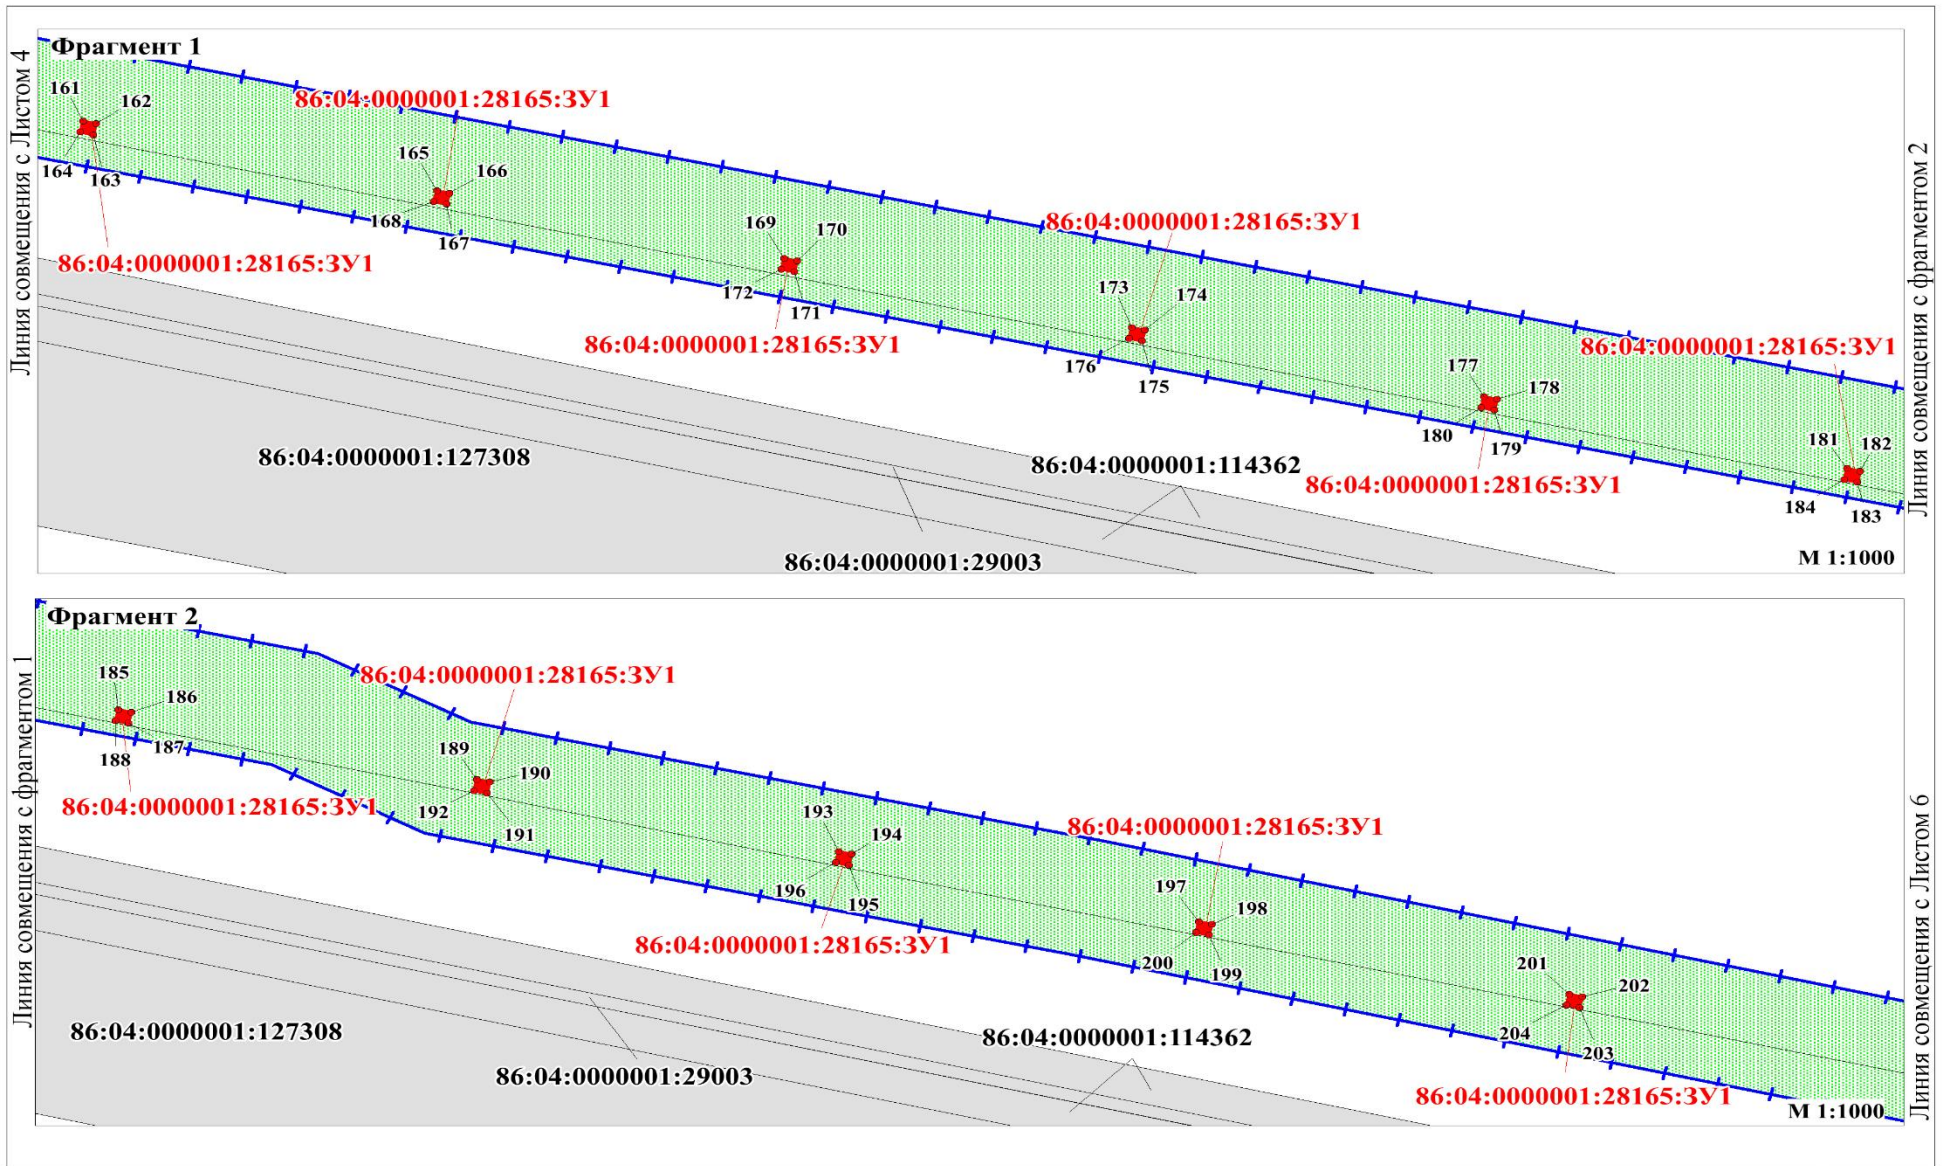 Линия совмещения с Листом 4
Фрагмент 1
161
162
86:04:0000001:28165:ЗУ1
164
163
165
166
168
167
86:04:0000001:28165:ЗУ1
169
170
86:04:0000001:28165:ЗУ1
172
171
173
174
86:04:0000001:28165:ЗУ1
176
175
86:04:0000001:28165:ЗУ1
177
178
180
179
181
182
86:04:0000001:28165:ЗУ1
184
183
86:04:0000001:127308
86:04:0000001:114362
86:04:0000001:29003
М 1:1000
Линия совмещения с фрагментом 2
Линия совмещения с фрагментом 1
Фрагмент 2
185
186
86:04:0000001:28165:ЗУ1
187
188
86:04:0000001:28165:ЗУ1
189
190
192
191
193
194
86:04:0000001:28165:ЗУ1
196
195
86:04:0000001:28165:ЗУ1
197
198
200
199
201
202
204
203
86:04:0000001:28165:ЗУ1
86:04:0000001:127308
86:04:0000001:114362
86:04:0000001:29003
М 1:1000
Линия совмещения с Листом 6